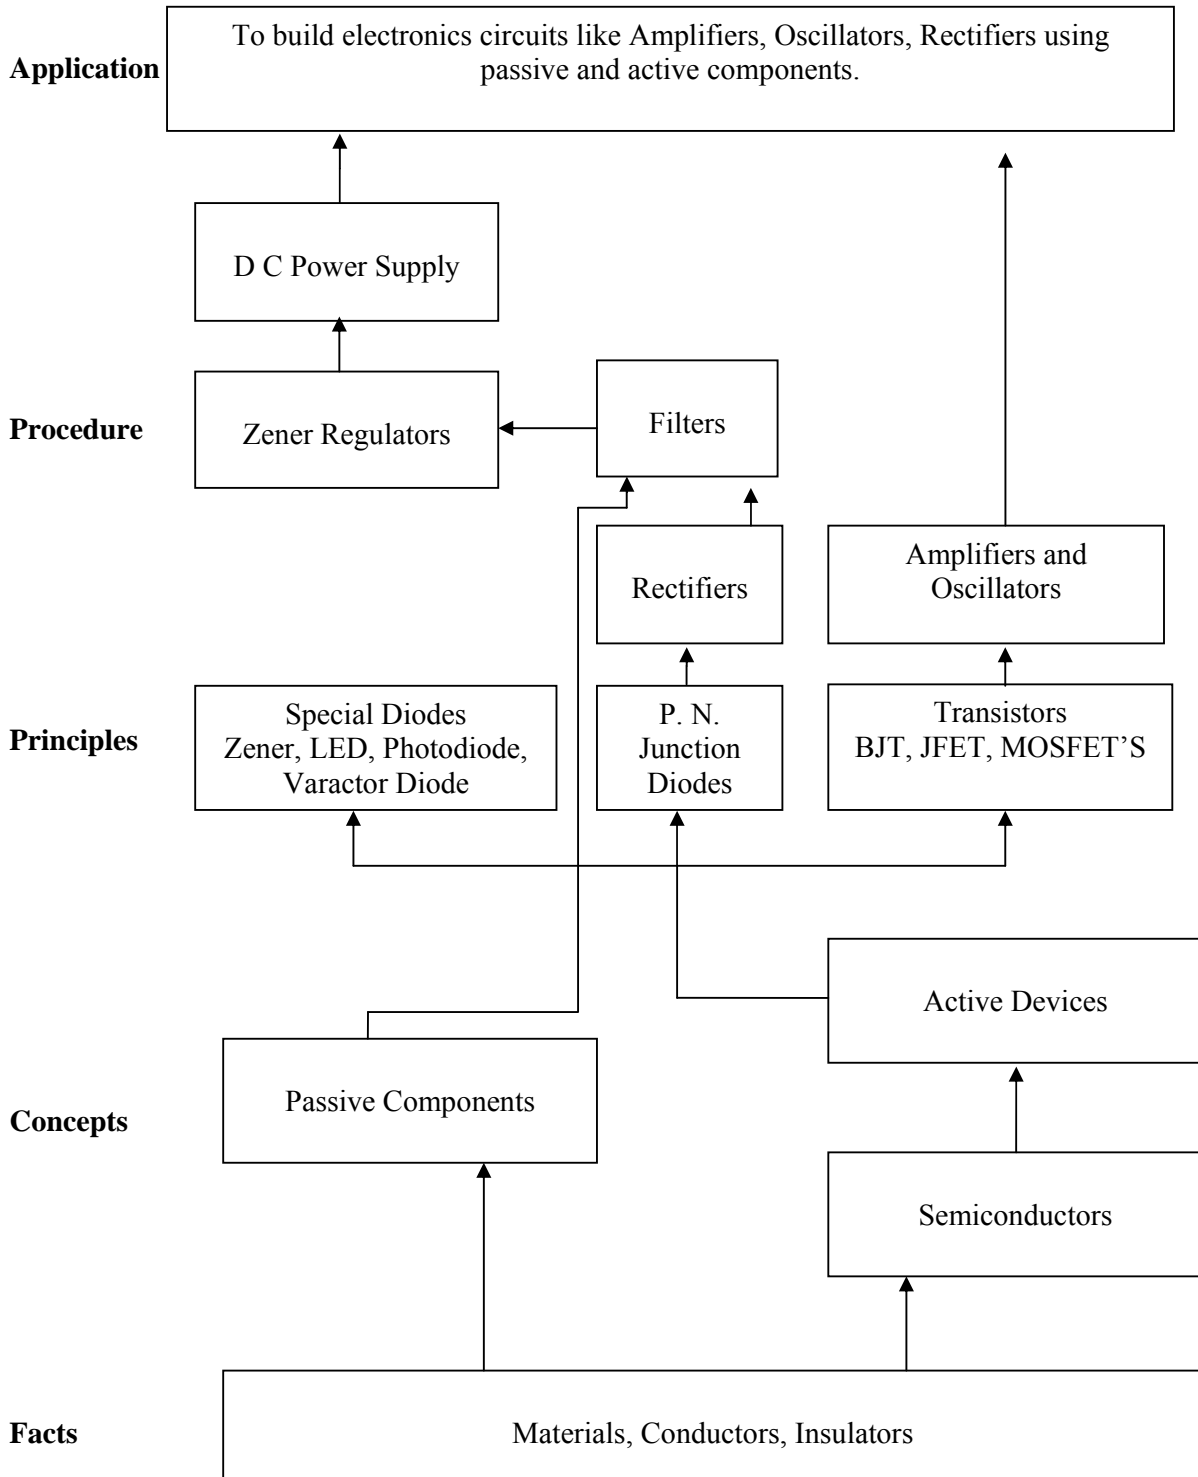 To build electronics circuits like Amplifiers, Oscillators, Rectifiers using
Application
passive and active components.
D C Power Supply
Procedure
Zener Regulators
Filters
Rectifiers
Amplifiers and
Oscillators
Principles
Special Diodes
Zener, LED, Photodiode,
Varactor Diode
P. N.
Junction
Diodes
Transistors
BJT, JFET, MOSFET’S
Active Devices
Concepts
Passive Components
Semiconductors
Facts
Materials, Conductors, Insulators